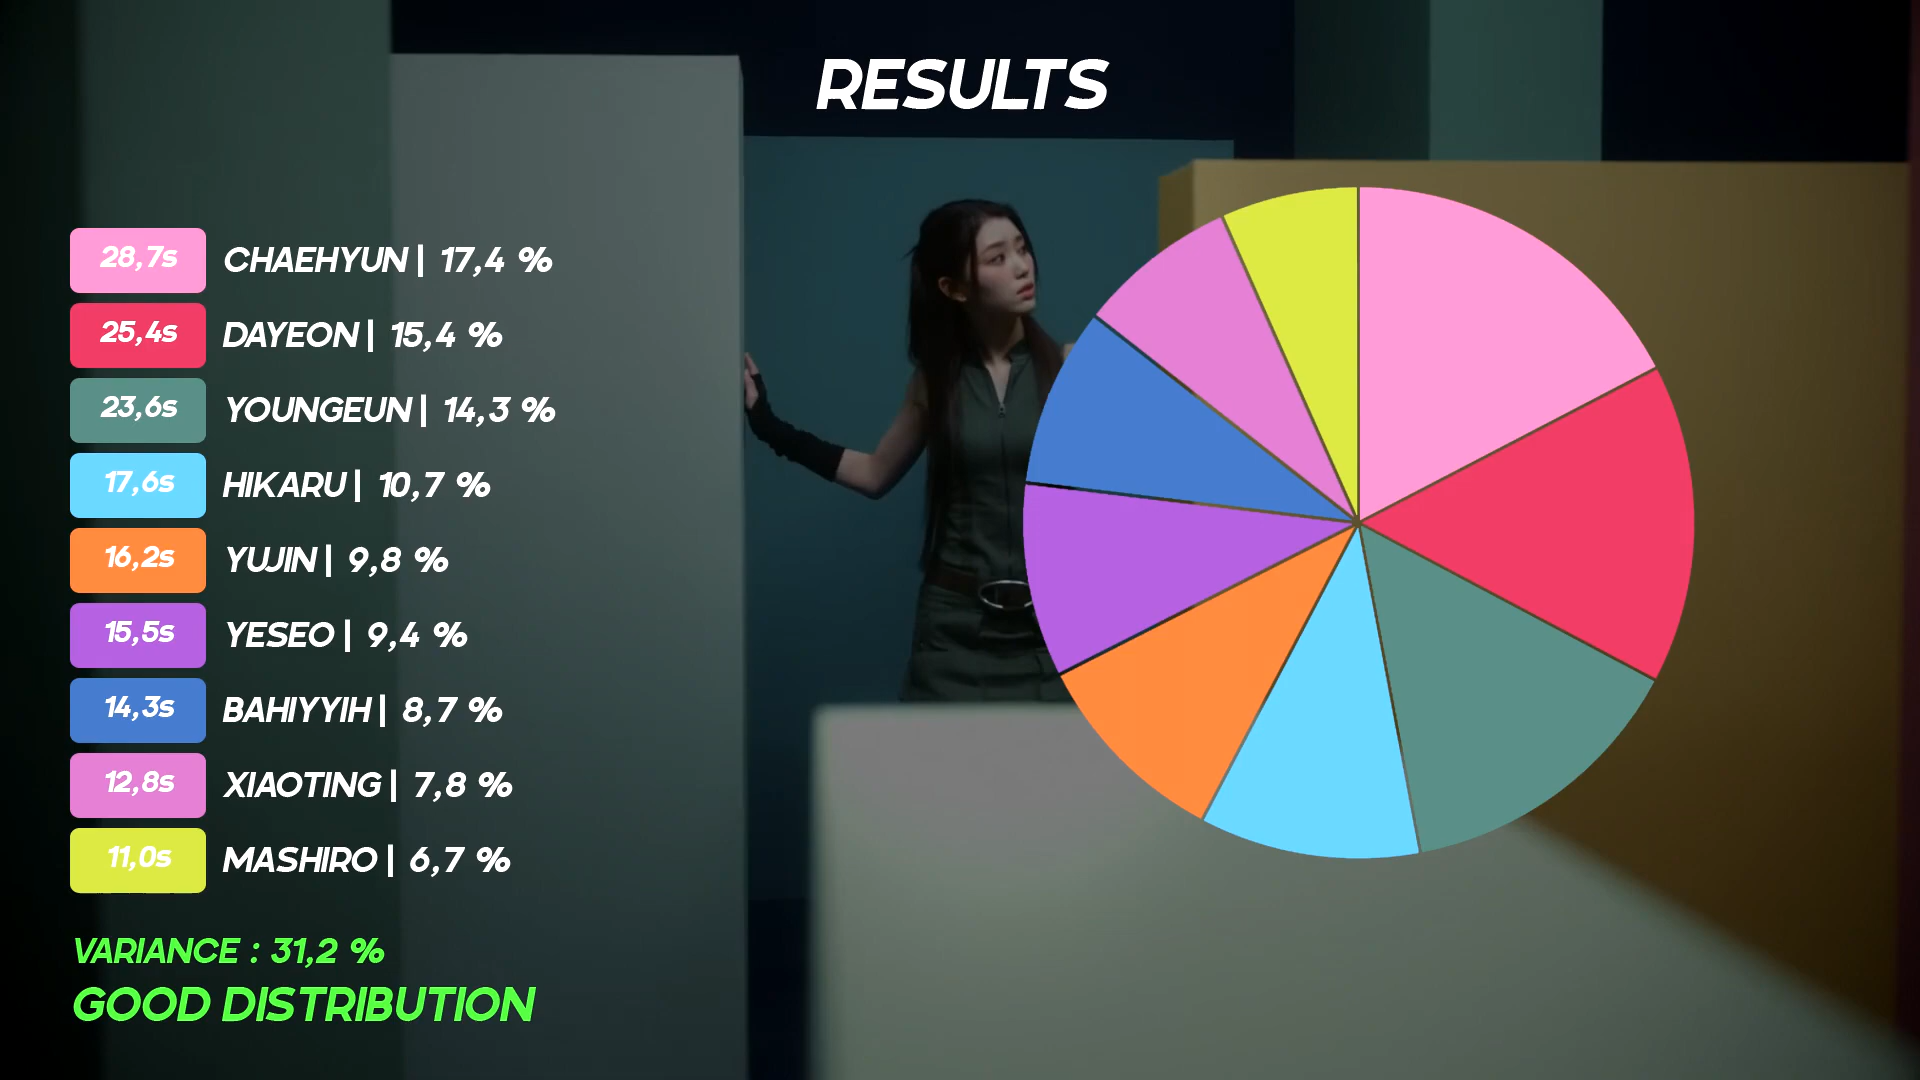 RESULTS
28,7s CHAEHYUN | 17,4 %
25,4s DAYEON | 15,4 %
23,6s YOUNGEUN | 14,3 %
17,6s HIKARU | 10,7 %
16,2s YUJIN | 9,8 %
15,5s YESEO | 9,4 %
14,3s BAHIYYIH | 8,7 %
12,8s XIAOTING | 7,8 %
11,0s MASHIRO | 6,7 %
VARIANCE : 31,2 %
GOOD DISTRIBUTION